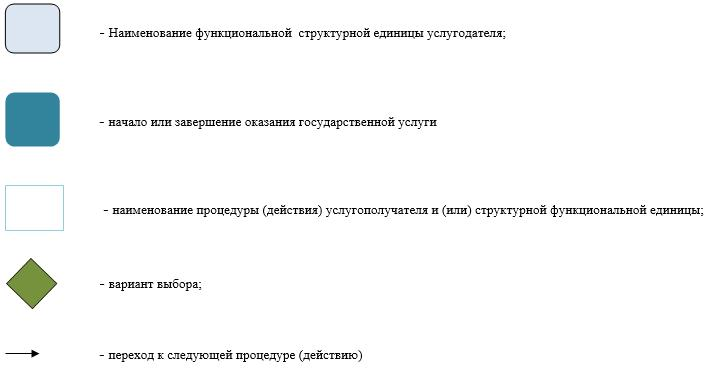 - Наименование функциональной структурной единицы услугодателя;
- начало или завершение оказания государственной услуги
- наименование процедуры (действия) услугополучателя и (или) структурной функциональной единицы;
- вариант выбора;
- переход к следующей процедуре (действию)